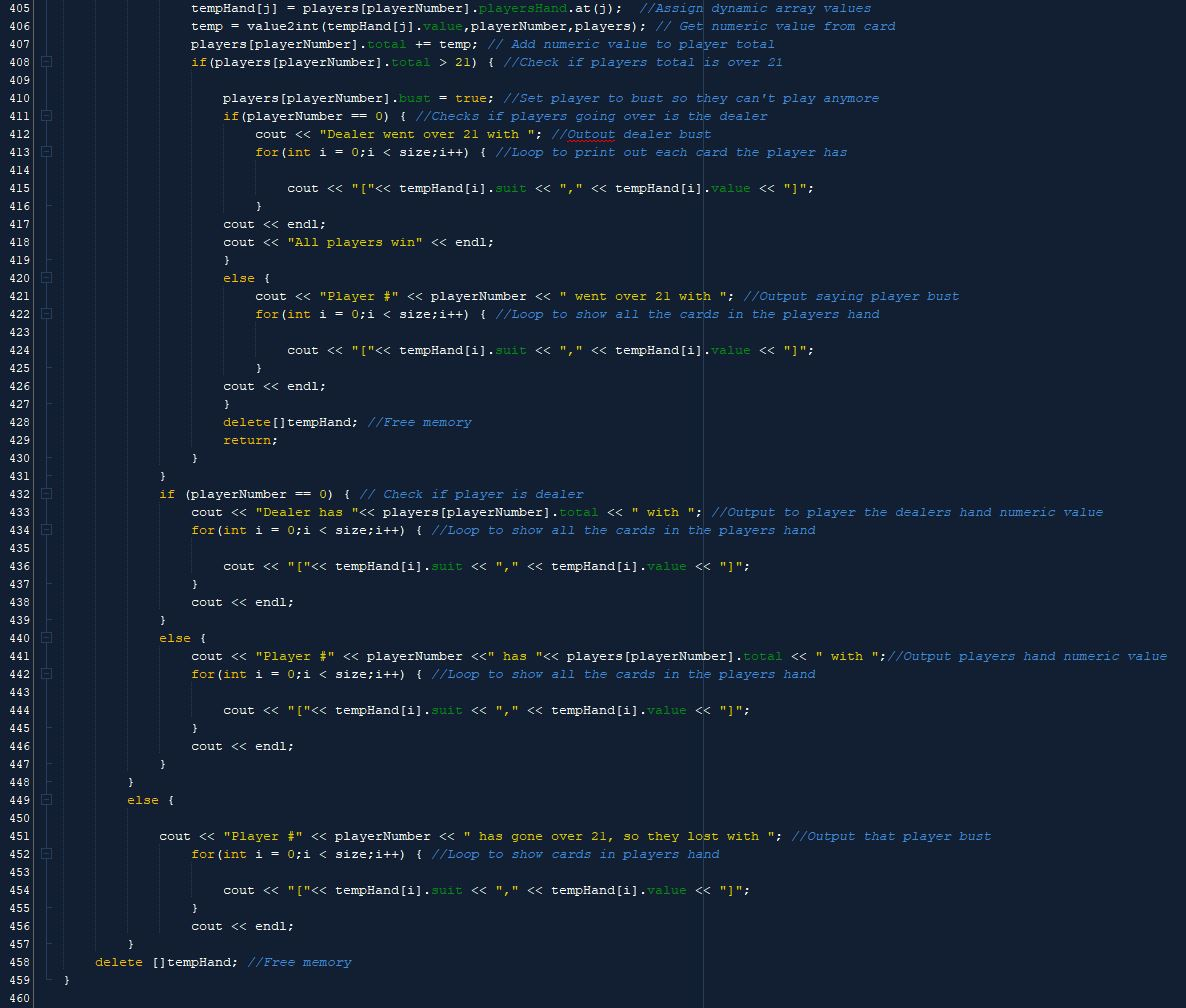 405 tempHand[j] = players[playerNumber].playersHand.at(j);  //Assign dynamic array values
406 temp = value2int(tempHand[j].value,playerNumber,players); // Get numeric value from card
407 players[playerNumber].total += temp; // Add numeric value to player total
408 if(players[playerNumber].total > 21) { //Check if players total is over 21
409
410 players[playerNumber].bust = true; //Set player to bust so they can't play anymore
411 if(playerNumber == 0) { //Checks if players going over is the dealer
412 cout << "Dealer went over 21 with "; //Outout dealer bust
413 for(int i = 0;i < size;i++) { //Loop to print out each card the player has
414
415 cout << "["<< tempHand[i].suit << "," << tempHand[i].value << "]";
416 }
417 cout << endl;
418 cout << "All players win" << endl;
419 }
420 else {
421 cout << "Player #" << playerNumber << " went over 21 with "; //Output saying player bust
422 for(int i = 0;i < size;i++) { //Loop to show all the cards in the players hand
423
424 cout << "["<< tempHand[i].suit << "," << tempHand[i].value << "]";
425 }
426 cout << endl;
427 }
428 delete[]tempHand; //Free memory
429 return;
430 }
431 }
432 if (playerNumber == 0) { // Check if player is dealer
433 cout << "Dealer has "<< players[playerNumber].total << " with "; //Output to player the dealers hand numeric value
434 for(int i = 0;i < size;i++) { //Loop to show all the cards in the players hand
435
436 cout << "["<< tempHand[i].suit << "," << tempHand[i].value << "]";
437 }
438 cout << endl;
439 }
440 else {
441 cout << "Player #" << playerNumber <<" has "<< players[playerNumber].total << " with ";//Output players hand numeric value
442 for(int i = 0;i < size;i++) { //Loop to show all the cards in the players hand
443
444 cout << "["<< tempHand[i].suit << "," << tempHand[i].value << "]";
445 }
446 cout << endl;
447 }
448 }
449 else {
450
451 cout << "Player #" << playerNumber << " has gone over 21, so they lost with "; //Output that player bust
452 for(int i = 0;i < size;i++) { //Loop to show cards in players hand
453
454 cout << "["<< tempHand[i].suit << "," << tempHand[i].value << "]";
455 }
456 cout << endl;
457 }
458 delete []tempHand; //Free memory
459 }
460